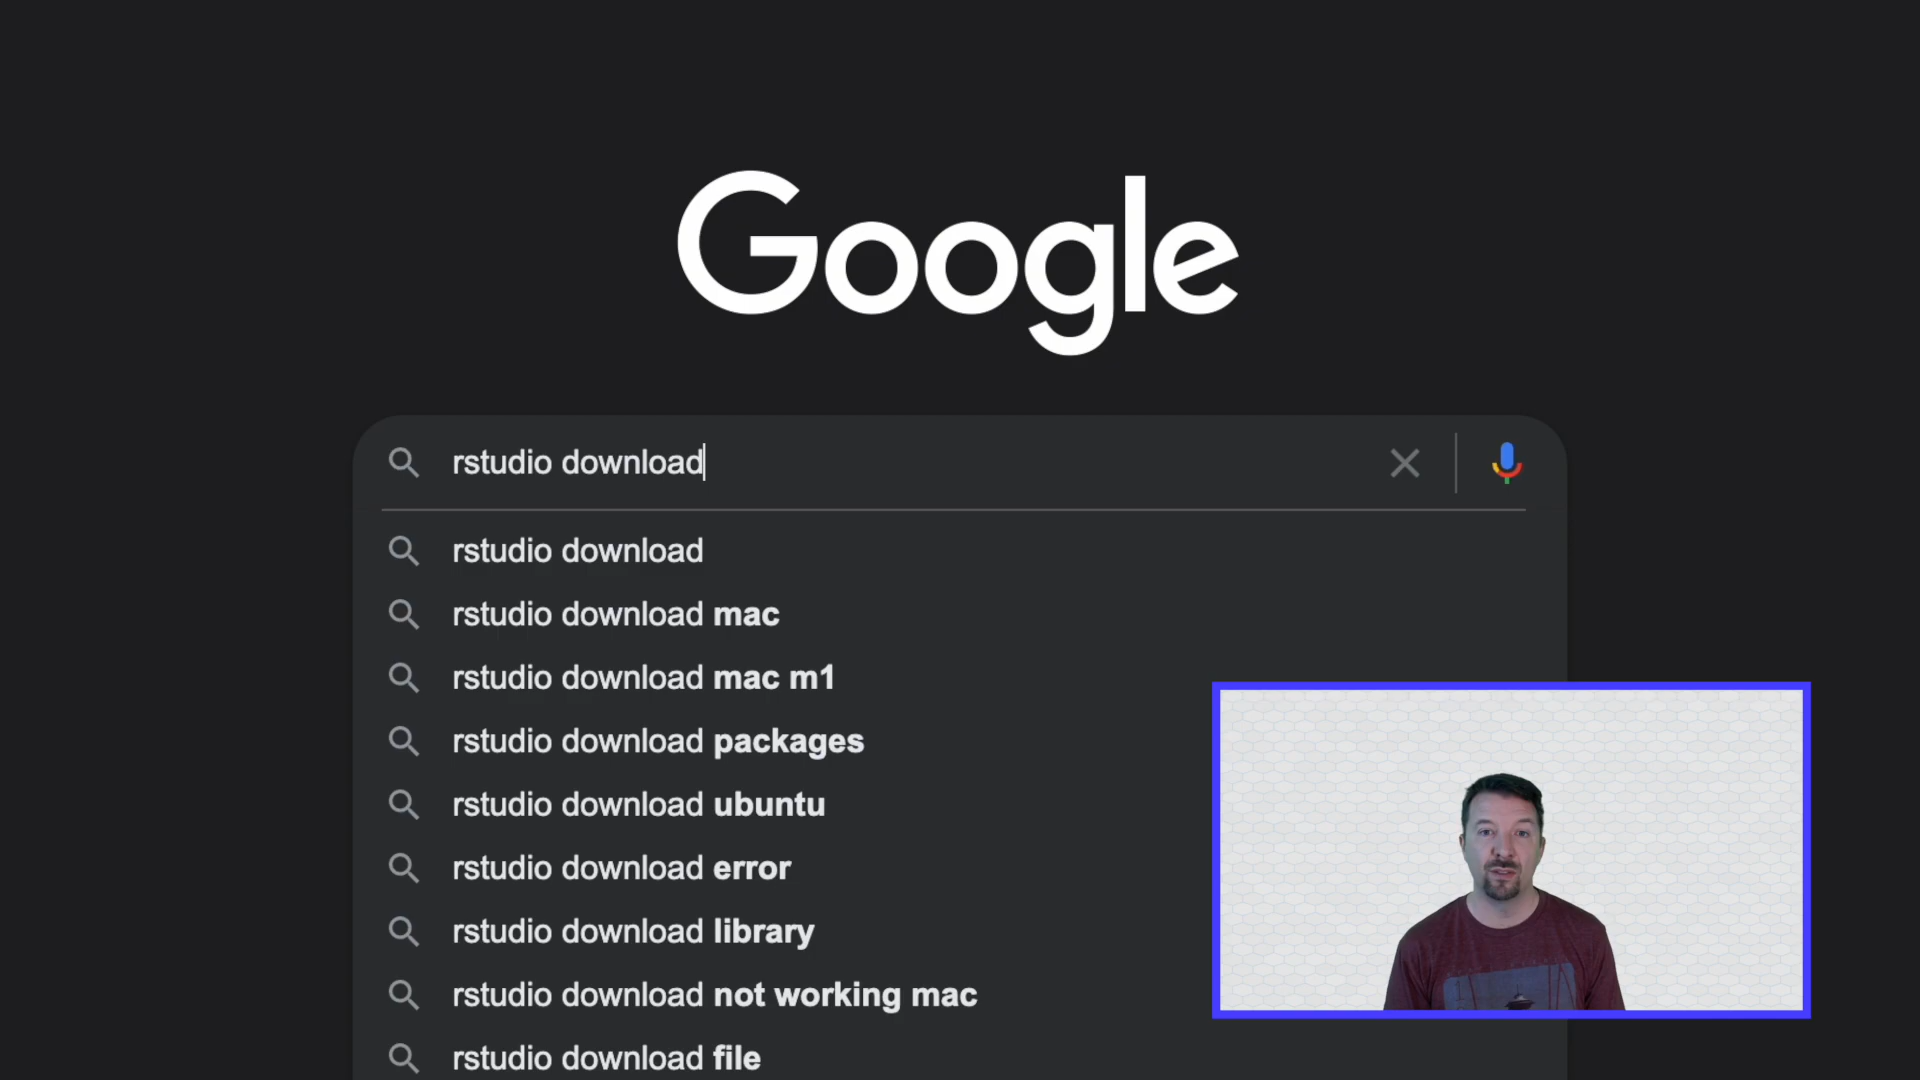 Google
rstudio download
rstudio download
rstudio download mac
rstudio download mac m1
rstudio download packages
rstudio download ubuntu
rstudio download error
rstudio download library
rstudio download not working mac
rstudio download file